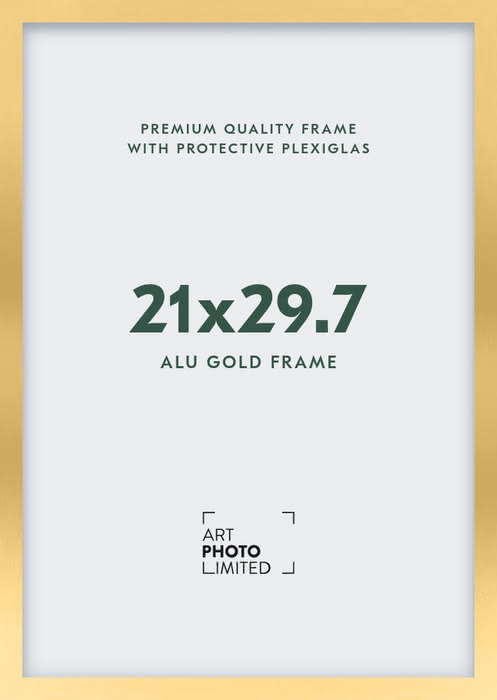 PREMIUM QUALITY FRAME
WITH PROTECTIVE PLEXIGLAS
21x29.7
ALU GOLD FRAME
ART
PHOTO
LIMITED